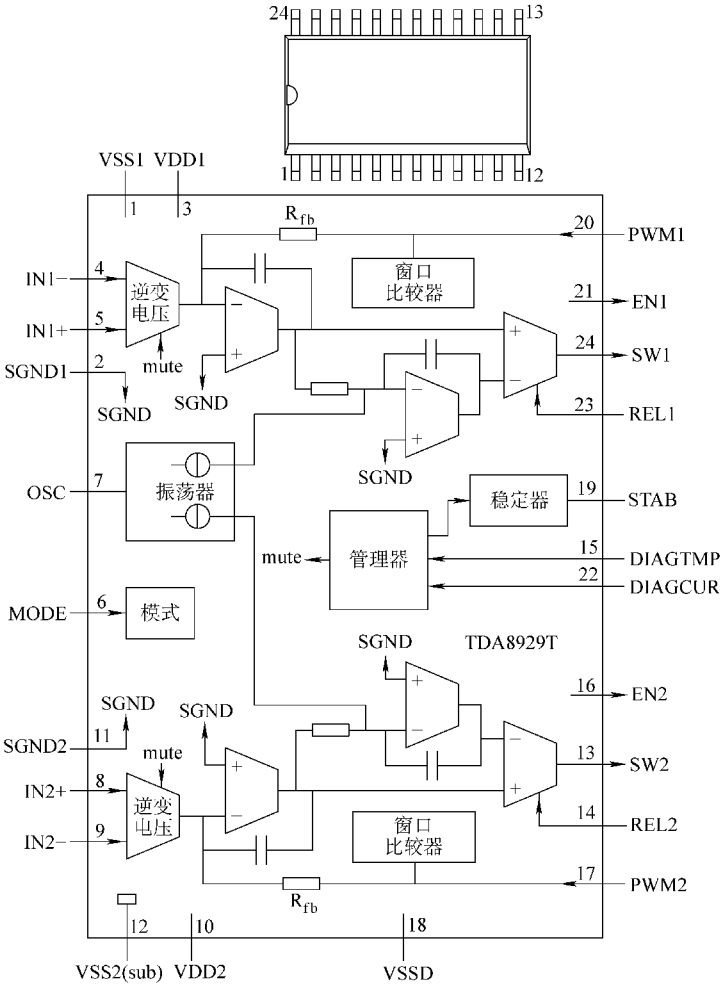 24
13
1
12
VSS1
VDD1
1
3
Rfb
20
PWM1
窗口
比较器
IN1−
4
逆变
电压
−
+
21
EN1
IN1+
5
mute
SGND
+
−
24
SW1
SGND1
2
SGND
−
+
SGND
23
REL1
OSC
7
振荡器
稳定器
19
STAB
mute
管理器
15
DIAGTMP
22
DIAGCUR
MODE
6
模式
TDA8929T
SGND
+
−
16
EN2
SGND
SGND
SGND2
11
mute
+
−
−
+
13
SW2
IN2+
8
逆变
电压
IN2−
9
14
REL2
窗口
比较器
Rfb
17
PWM2
12
10
18
VSS2(sub)
VDD2
VSSD